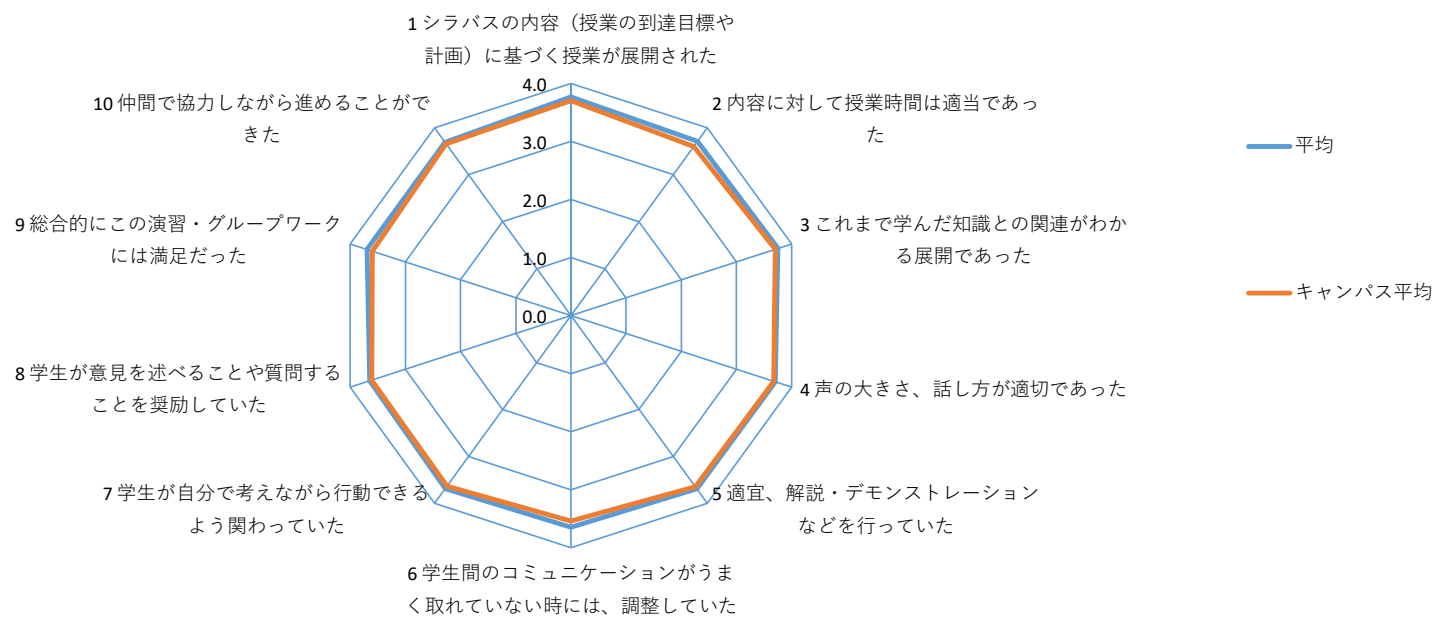 1 シラバスの内容（授業の到達目標や
計画）に基づく授業が展開された
2 内容に対して授業時間は適当であっ
た
3 これまで学んだ知識との関連がわか
る展開であった
4 声の大きさ、話し方が適切であった
5 適宜、解説・デモンストレーション
などを行っていた
6 学生間のコミュニケーションがうま
く取れていない時には、調整していた
7 学生が自分で考えながら行動できる
よう関わっていた
8 学生が意見を述べることや質問する
ことを奨励していた
9 総合的にこの演習・グループワーク
には満足だった
10 仲間で協力しながら進めることがで
きた
4.0
3.0
2.0
1.0
0.0
平均
キャンパス平均